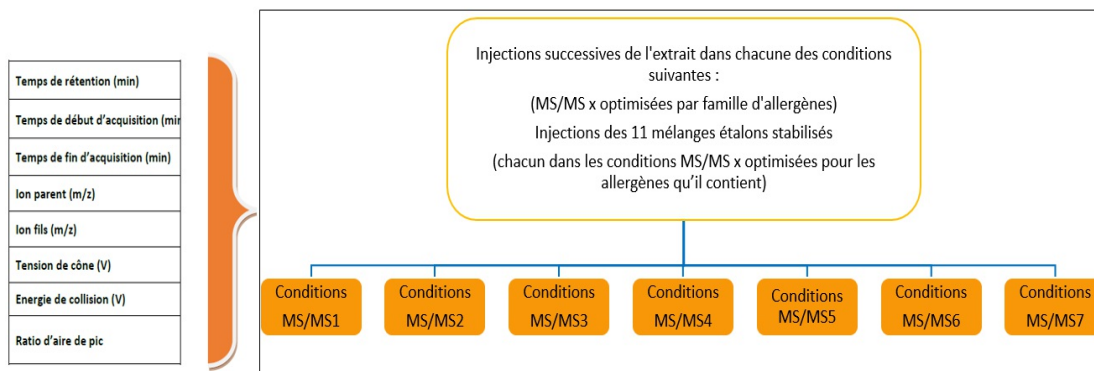 Temps de rétention (min)
Temps de début d'acquisition (min
Temps de fin d'acquisition (min)
Ion parent (m/z)
Ion fils (m/z)
Tension de cône (V)
Energie de collision (V)
Ratio d'aire de pic
Injections successives de l'extrait dans chacune des conditions
suivantes :
(MS/MS x optimisées par famille d'allergènes)
Injections des 11 mélanges étalons stabilisés
(chacun dans les conditions MS/MS x optimisées pour les
allergènes qu'il contient)
Conditions
MS/MS1
Conditions
MS/MS2
Conditions
MS/MS3
Conditions
MS/MS4
Conditions
MS/MS5
Conditions
MS/MS6
Conditions
MS/MS7